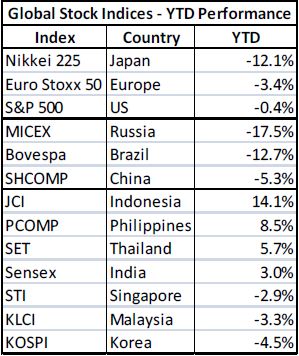 Global Stock Indices - YTD Performance
Index Country YTD
Nikkei 225 Japan -12.1%
Euro Stoxx 50 Europe -3.4%
S&P 500 US -0.4%
MICEX Russia -17.5%
Bovespa Brazil -12.7%
SHCOMP China -5.3%
JCI Indonesia 14.1%
PCOMP Philippines 8.5%
SET Thailand 5.7%
Sensex India 3.0%
STI Singapore -2.9%
KLCI Malaysia -3.3%
KOSPI Korea -4.5%